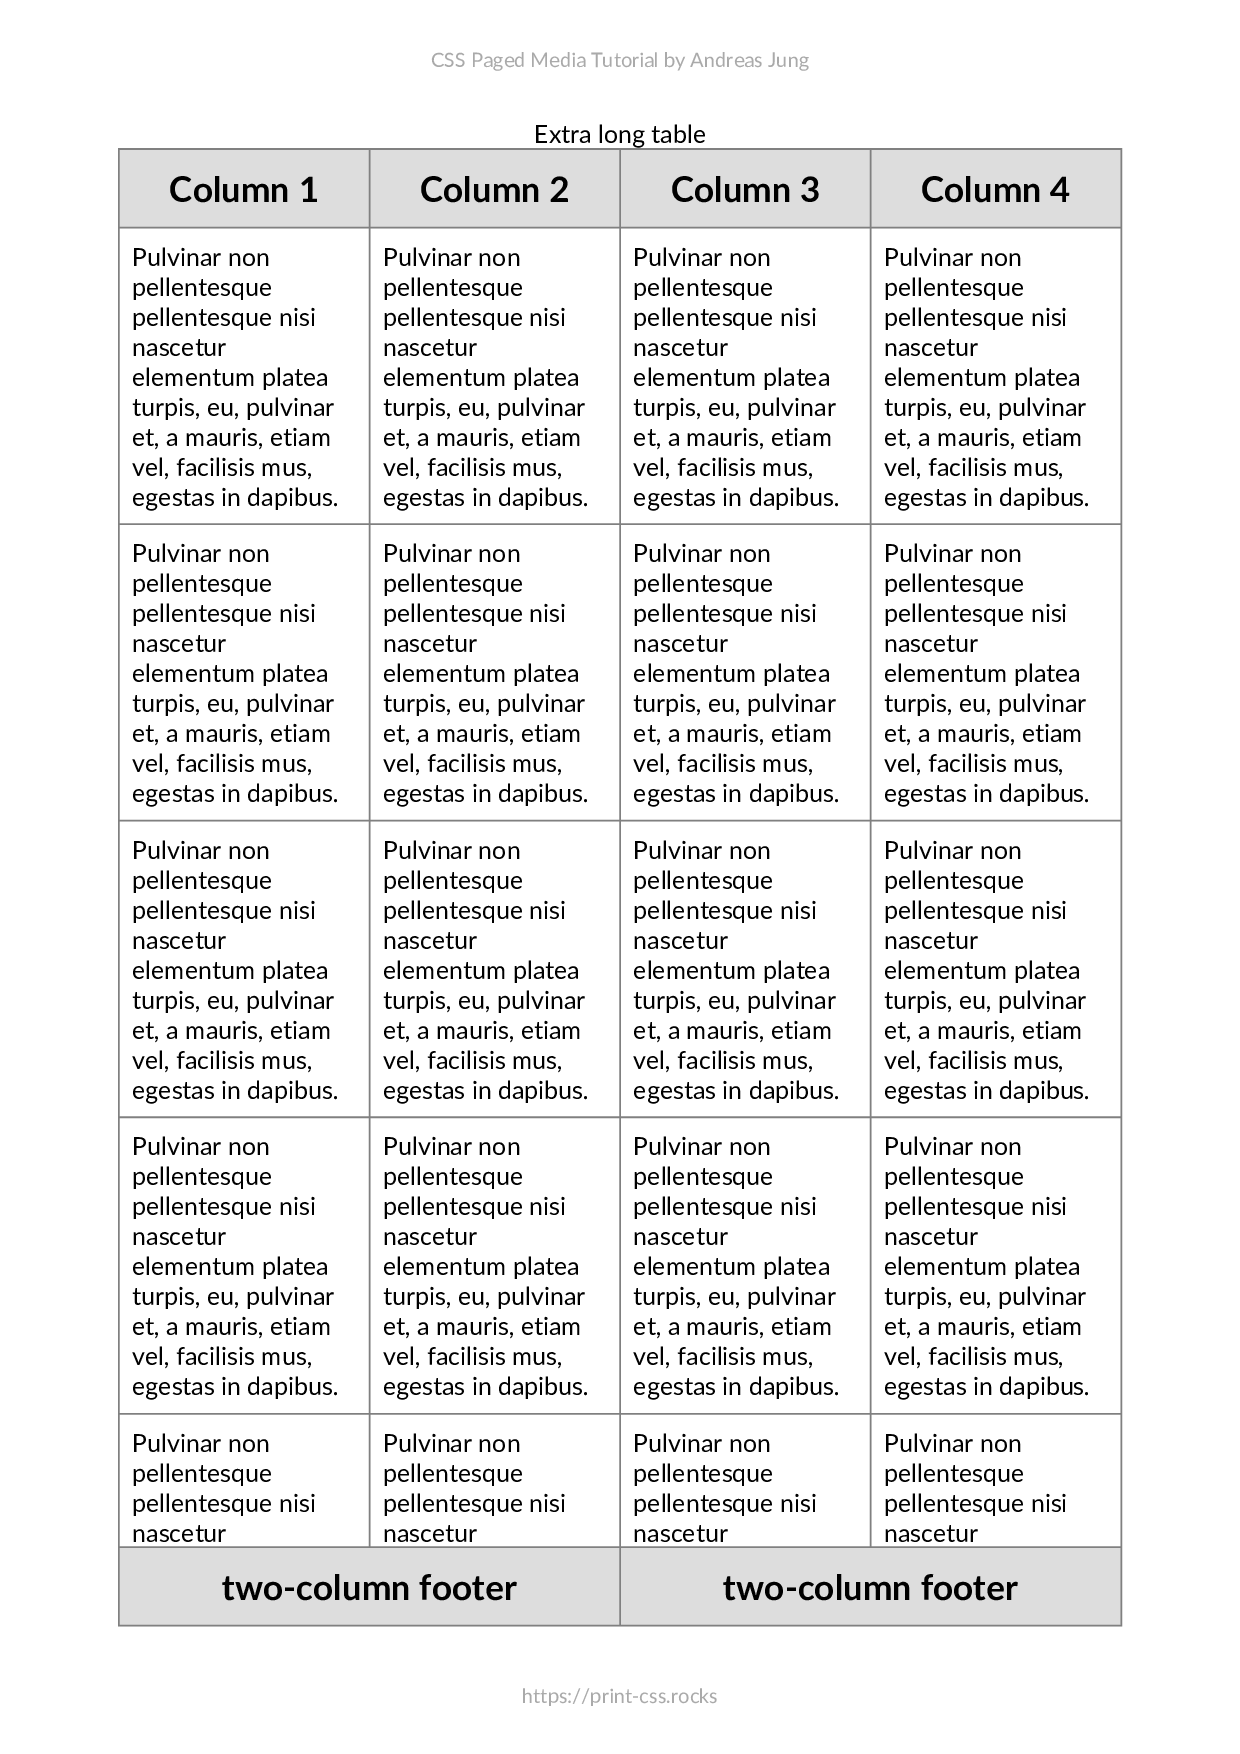 CSS Paged Media Tutorial by Andreas Jung
Extra long table
Column 1 Column 2 Column 3 Column 4
Pulvinar non Pulvinar non Pulvinar non Pulvinar non
pellentesque pellentesque pellentesque pellentesque
pellentesque nisi pellentesque nisi pellentesque nisi pellentesque nisi
nascetur nascetur nascetur nascetur
elementum platea elementum platea elementum platea elementum platea
turpis, eu, pulvinar turpis, eu, pulvinar turpis, eu, pulvinar turpis, eu, pulvinar
et, a mauris, etiam et, a mauris, etiam et, a mauris, etiam et, a mauris, etiam
vel, facilisis mus, vel, facilisis mus, vel, facilisis mus, vel, facilisis mus,
egestas in dapibus. egestas in dapibus. egestas in dapibus. egestas in dapibus.
Pulvinar non Pulvinar non Pulvinar non Pulvinar non
pellentesque pellentesque pellentesque pellentesque
pellentesque nisi pellentesque nisi pellentesque nisi pellentesque nisi
nascetur nascetur nascetur nascetur
elementum platea elementum platea elementum platea elementum platea
turpis, eu, pulvinar turpis, eu, pulvinar turpis, eu, pulvinar turpis, eu, pulvinar
et, a mauris, etiam et, a mauris, etiam et, a mauris, etiam et, a mauris, etiam
vel, facilisis mus, vel, facilisis mus, vel, facilisis mus, vel, facilisis mus,
egestas in dapibus. egestas in dapibus. egestas in dapibus. egestas in dapibus.
Pulvinar non Pulvinar non Pulvinar non Pulvinar non
pellentesque pellentesque pellentesque pellentesque
pellentesque nisi pellentesque nisi pellentesque nisi pellentesque nisi
nascetur nascetur nascetur nascetur
elementum platea elementum platea elementum platea elementum platea
turpis, eu, pulvinar turpis, eu, pulvinar turpis, eu, pulvinar turpis, eu, pulvinar
et, a mauris, etiam et, a mauris, etiam et, a mauris, etiam et, a mauris, etiam
vel, facilisis mus, vel, facilisis mus, vel, facilisis mus, vel, facilisis mus,
egestas in dapibus. egestas in dapibus. egestas in dapibus. egestas in dapibus.
Pulvinar non Pulvinar non Pulvinar non Pulvinar non
pellentesque pellentesque pellentesque pellentesque
pellentesque nisi pellentesque nisi pellentesque nisi pellentesque nisi
nascetur nascetur nascetur nascetur
elementum platea elementum platea elementum platea elementum platea
turpis, eu, pulvinar turpis, eu, pulvinar turpis, eu, pulvinar turpis, eu, pulvinar
et, a mauris, etiam et, a mauris, etiam et, a mauris, etiam et, a mauris, etiam
vel, facilisis mus, vel, facilisis mus, vel, facilisis mus, vel, facilisis mus,
egestas in dapibus. egestas in dapibus. egestas in dapibus. egestas in dapibus.
Pulvinar non Pulvinar non Pulvinar non Pulvinar non
pellentesque pellentesque pellentesque pellentesque
pellentesque nisi pellentesque nisi pellentesque nisi pellentesque nisi
nascetur nascetur nascetur nascetur
two-column footer two-column footer
https://print-css.rocks